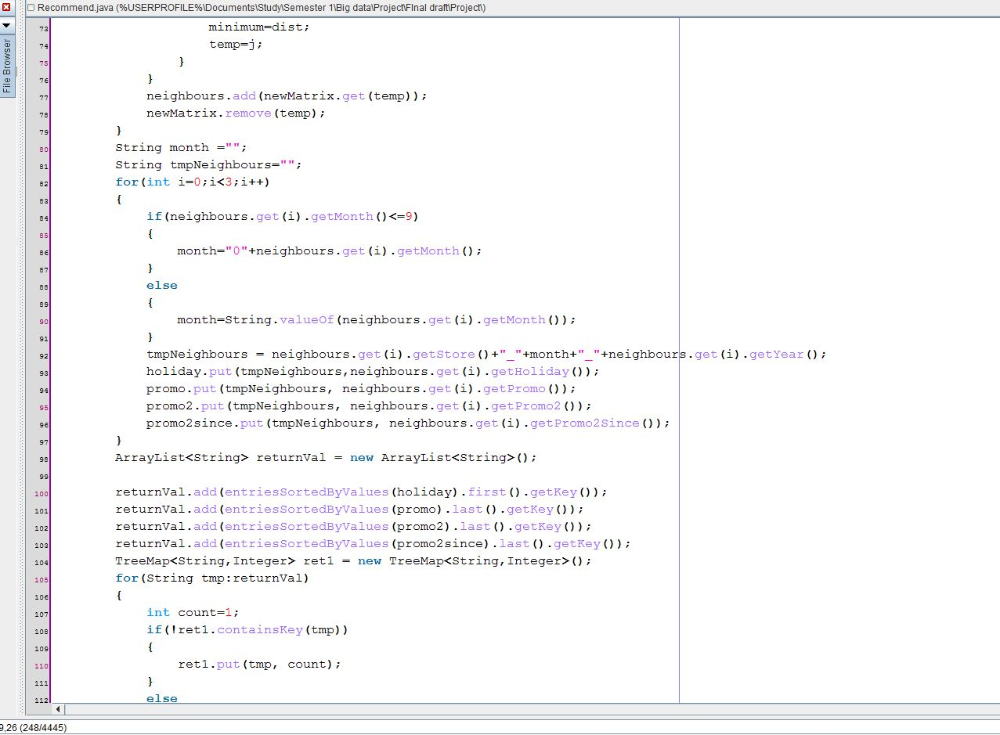 Recommend.java (%USERPROFILE%\Documents\Study\Semester 1\Big data\Project\FInal draft\Project\)
File Browser
73 minimum=dist;
74 temp=j;
75 }
76 }
77 neighbours.add(newMatrix.get(temp));
78 newMatrix.remove(temp);
79 }
80 String month ="";
81 String tmpNeighbours="";
82 for(int i=0;i<3;i++)
83 {
84 if(neighbours.get(i).getMonth()<=9)
85 {
86 month="0"+neighbours.get(i).getMonth();
87 }
88 else
89 {
90 month=String.valueOf(neighbours.get(i).getMonth());
91 }
92 tmpNeighbours = neighbours.get(i).getStore()+"_"+month+"_"+neighbours.get(i).getYear();
93 holiday.put(tmpNeighbours,neighbours.get(i).getHoliday());
94 promo.put(tmpNeighbours, neighbours.get(i).getPromo());
95 promo2.put(tmpNeighbours, neighbours.get(i).getPromo2());
96 promo2since.put(tmpNeighbours, neighbours.get(i).getPromo2Since());
97 }
98 ArrayList<String> returnVal = new ArrayList<String>();
99
100 returnVal.add(entriesSortedByValues(holiday).first().getKey());
101 returnVal.add(entriesSortedByValues(promo).last().getKey());
102 returnVal.add(entriesSortedByValues(promo2).last().getKey());
103 returnVal.add(entriesSortedByValues(promo2since).last().getKey());
104 TreeMap<String,Integer> ret1 = new TreeMap<String,Integer>();
105 for(String tmp:returnVal)
106 {
107 int count=1;
108 if(!ret1.containsKey(tmp))
109 {
110 ret1.put(tmp, count);
111 }
112 else
9,26 (248/4445)